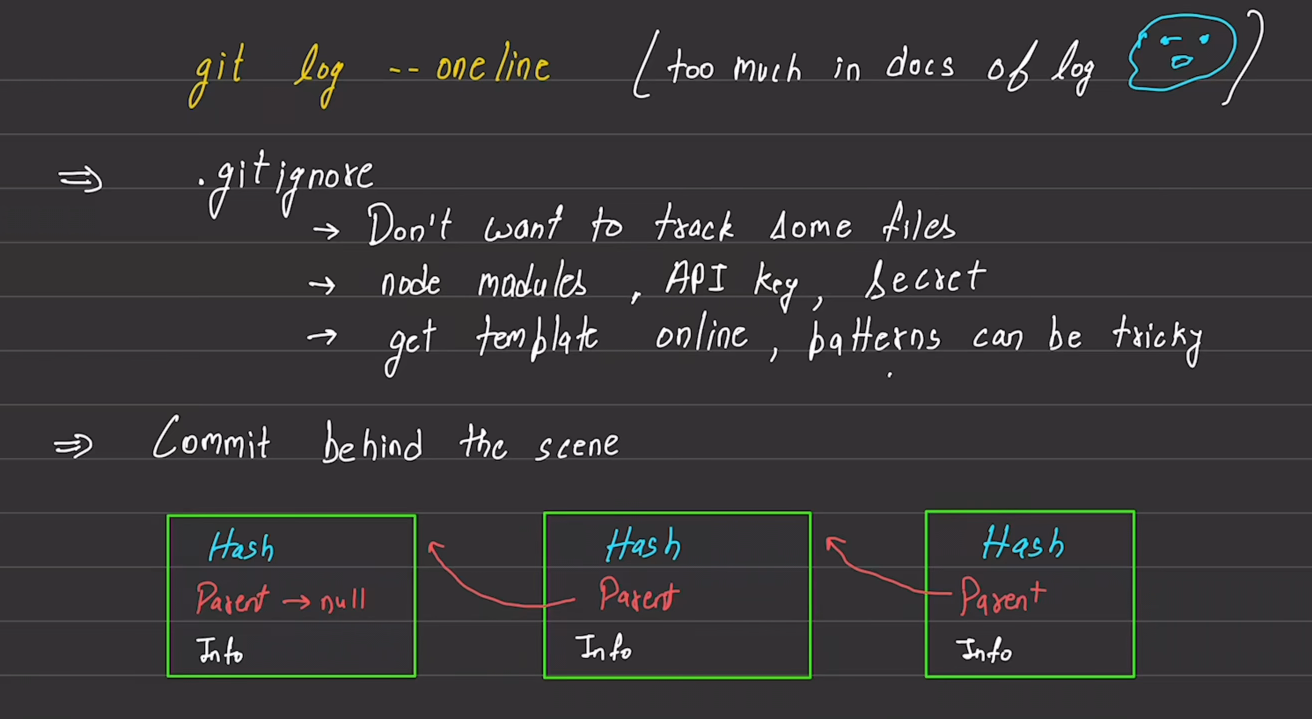 git log --oneline (too much in docs of log )
⇒ .gitignore
→ Don't want to track some files
→ node modules, API key, secret
→ get template online, patterns can be tricky
⇒ Commit behind the scene
Hash Hash Hash
Parent → null Parent Parent
Info Info Info